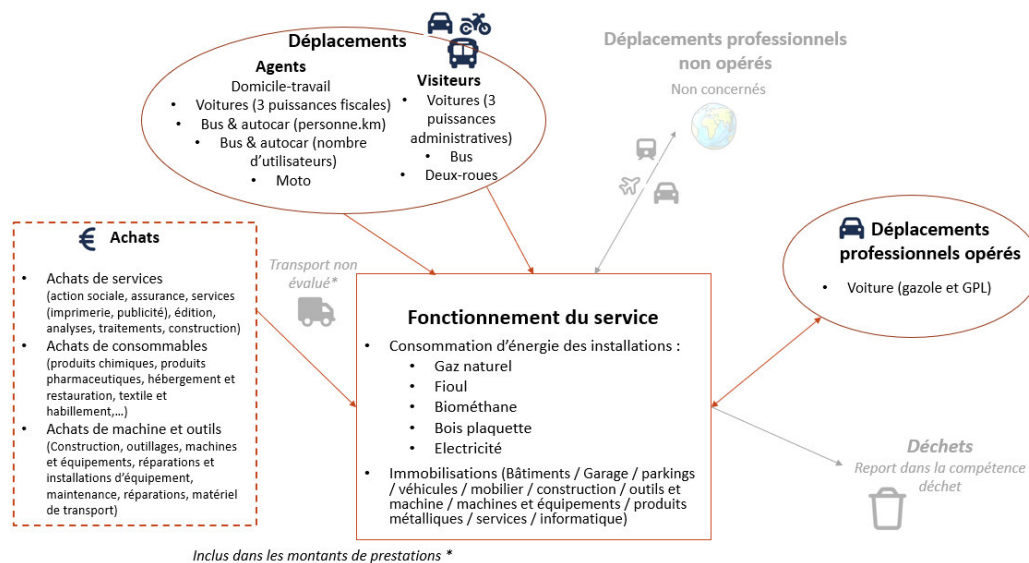 Déplacements
Agents
Domicile-travail
• Voitures (3 puissances fiscales)
• Bus & autocar (personne.km)
• Bus & autocar (nombre
d’utilisateurs)
• Moto
Visiteurs
• Voitures (3
puissances
administratives)
• Bus
• Deux-roues
Déplacements professionnels
non opérés
Non concernés
€ Achats
• Achats de services
(action sociale, assurance, services
(imprimerie, publicité), édition,
analyses, traitements, construction)
• Achats de consommables
(produits chimiques, produits
pharmaceutiques, hébergement et
restauration, textile et
habillement,…)
• Achats de machine et outils
(Construction, outillages, machines
et équipements, réparations et
installations d’équipement,
maintenance, réparations, matériel
de transport)
Transport non
évalué*
Fonctionnement du service
• Consommation d’énergie des installations :
• Gaz naturel
• Fioul
• Biométhane
• Bois plaquette
• Electricité
• Immobilisations (Bâtiments / Garage / parkings
/ véhicules / mobilier / construction / outils et
machine / machines et équipements / produits
métalliques / services / informatique)
Déplacements
professionnels opérés
• Voiture (gazole et GPL)
Déchets
Report dans la compétence
déchet
Inclus dans les montants de prestations *